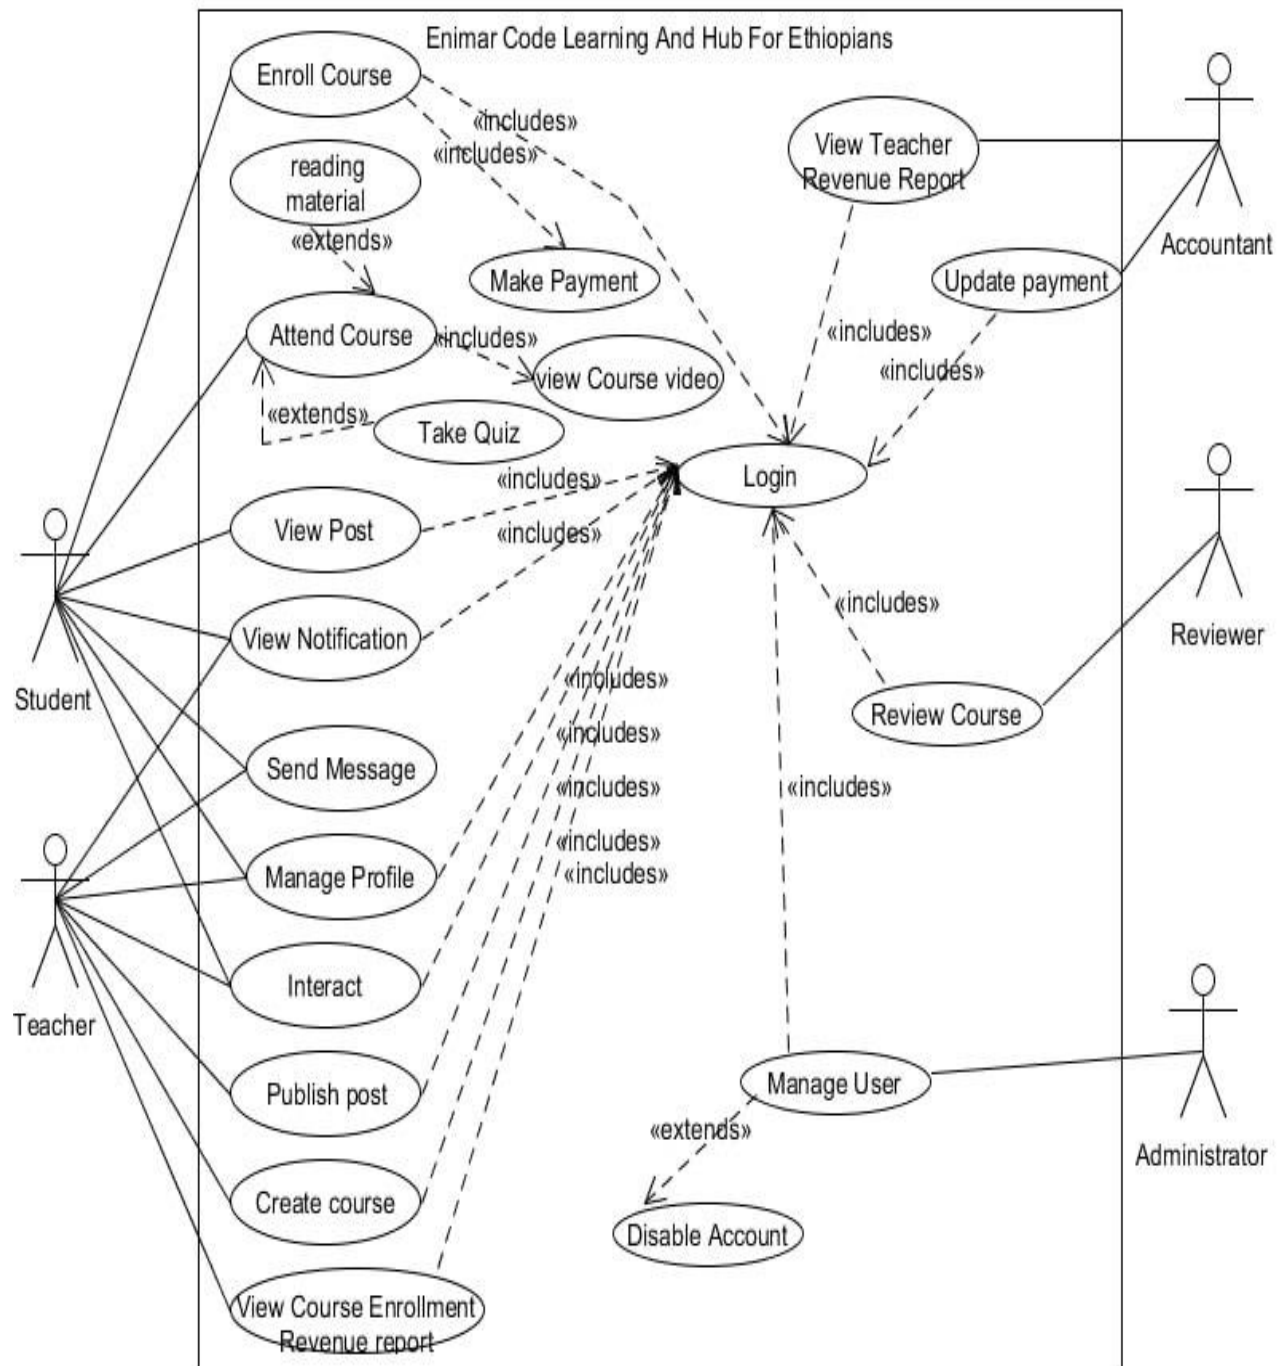 Enimar Code Learning And Hub For Ethiopians
Enroll Course
«includes»
«includes»
View Teacher
Revenue Report
reading
material
«extends»
Accountant
Make Payment
Update payment
Attend Course
«includes»
«includes»
view Course video
«includes»
«extends»
Take Quiz
Login
«includes»
View Post
«includes»
View Notification
Student
«includes»
Reviewer
«includes»
Review Course
«includes»
Send Message
«includes»
«includes»
«includes»
«includes»
Manage Profile
Interact
Teacher
Publish post
Manage User
«extends»
Administrator
Create course
Disable Account
View Course Enrollment
Revenue report